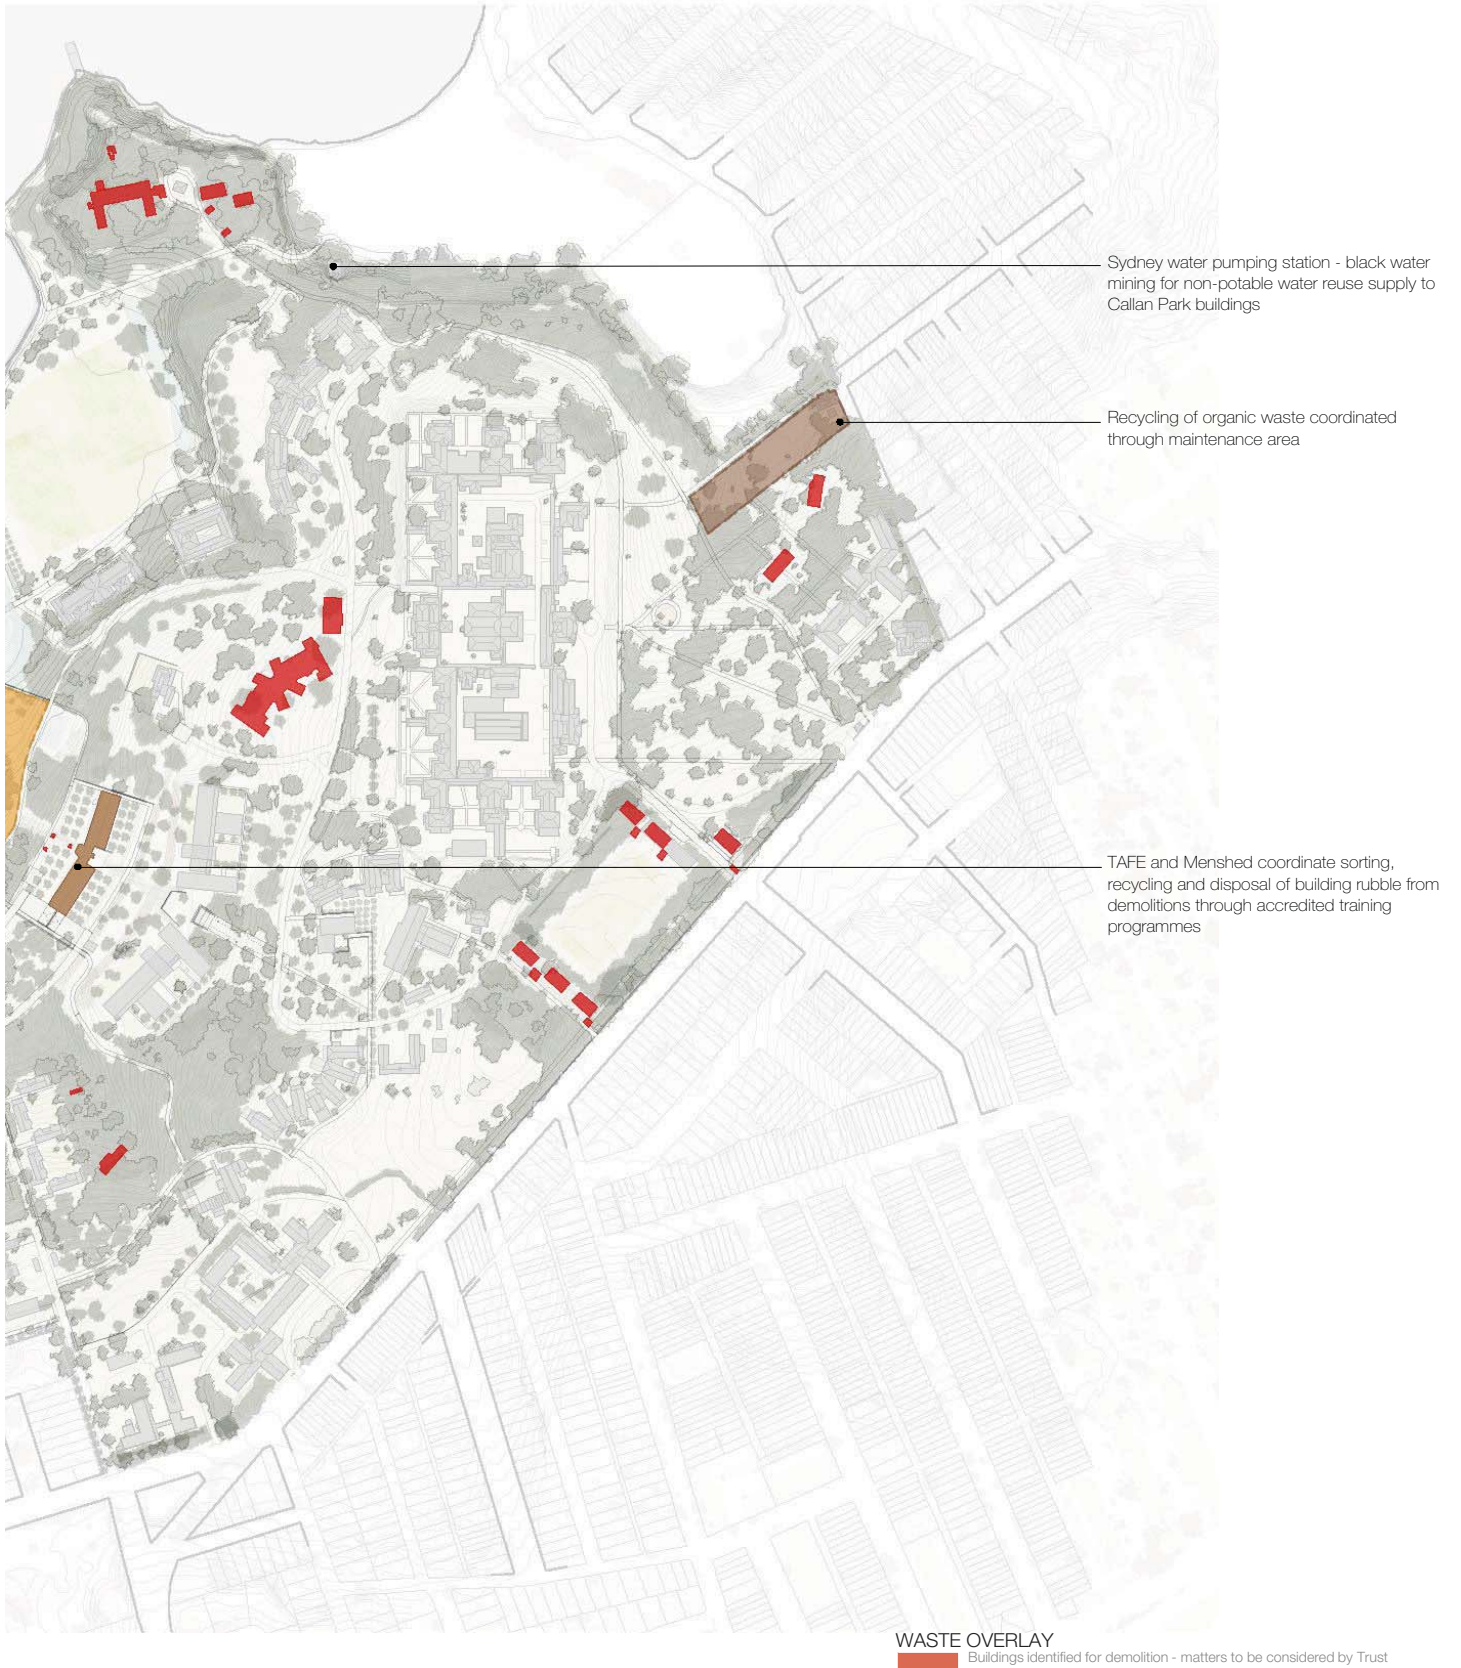 Sydney water pumping station - black water
mining for non-potable water reuse supply to
Callan Park buildings
Recycling of organic waste coordinated
through maintenance area
TAFE and Menshed coordinate sorting,
recycling and disposal of building rubble from
demolitions through accredited training
programmes
WASTE OVERLAY
Buildings identified for demolition - matters to be considered by Trust